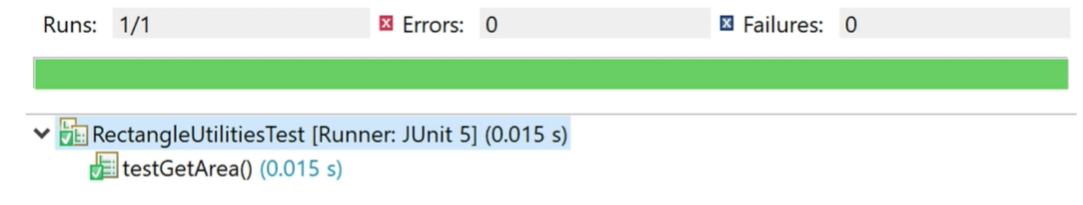 Runs: 1/1 Errors: 0 Failures: 0
RectangleUtilitiesTest [Runner: JUnit 5] (0.015 s)
testGetArea() (0.015 s)